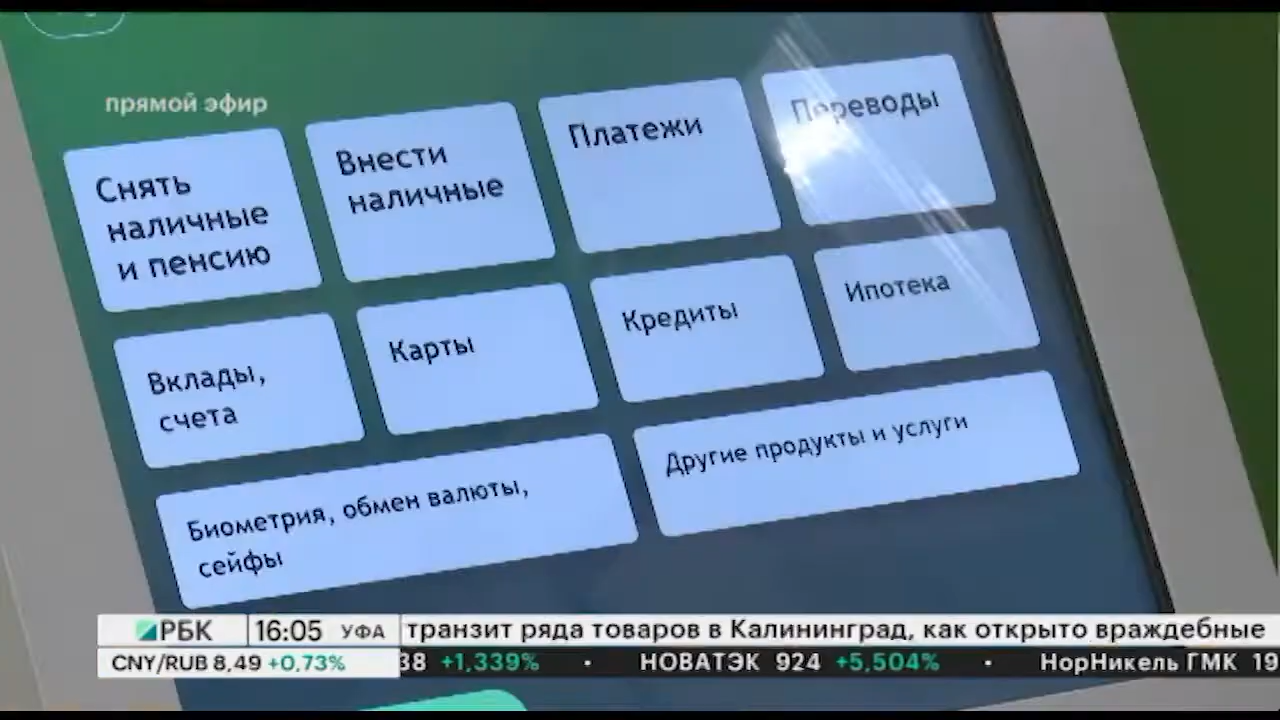 прямой эфир
Снять
наличные
и пенсию
Внести
наличные
Платежи
Переводы
Вклады,
счета
Карты
Кредиты
Ипотека
Биометрия, обмен валюты,
сейфы
Другие продукты и услуги
РБК 16:05 УФА транзит ряда товаров в Калининград, как открыто враждебные
CNY/RUB 8,49 +0,73% 38 +1,339% • НОВАТЭК 924 +5,504% • НорНикель ГМК 19